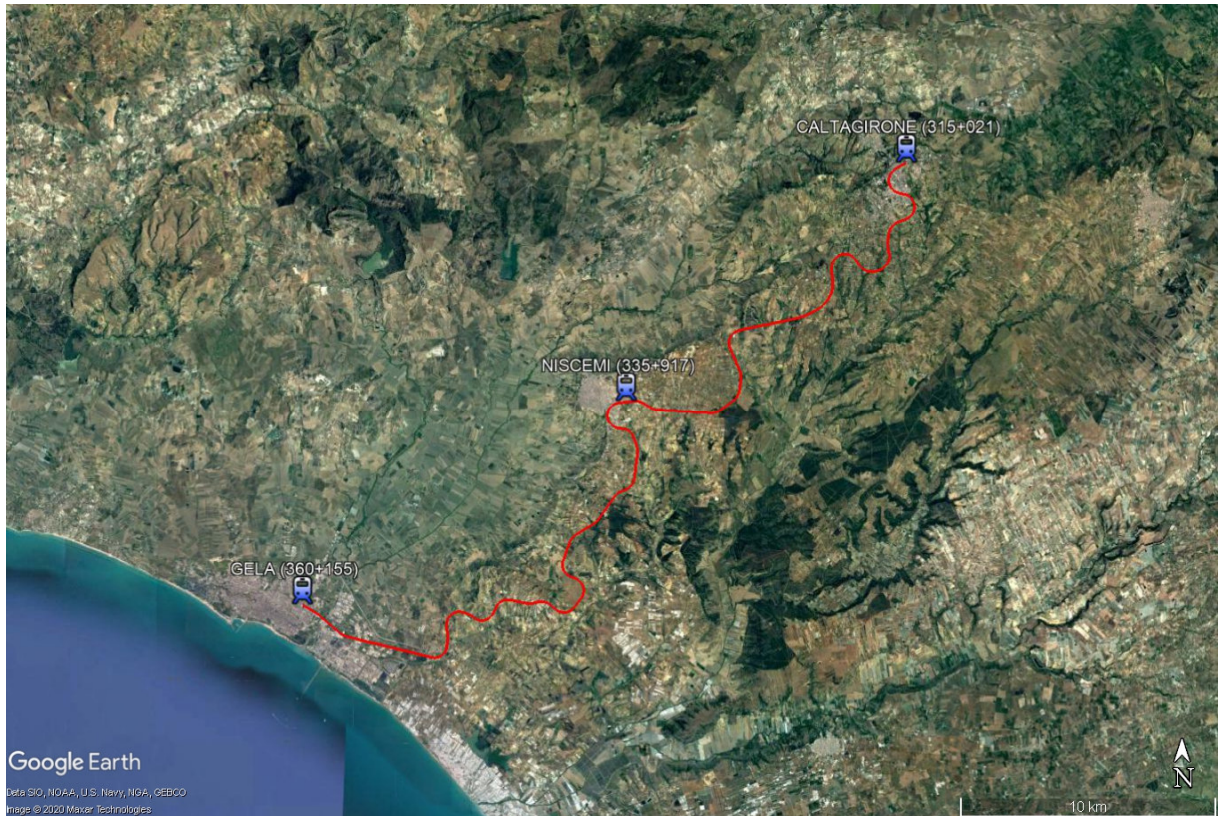 CALTAGIRONE (315+021)
NISCEMI (335+917)
GELA (360+155)
Google Earth
Data SIO, NOAA, U.S. Navy, NGA, GEBCO
Image © 2020 Maxar Technologies
N
10 km